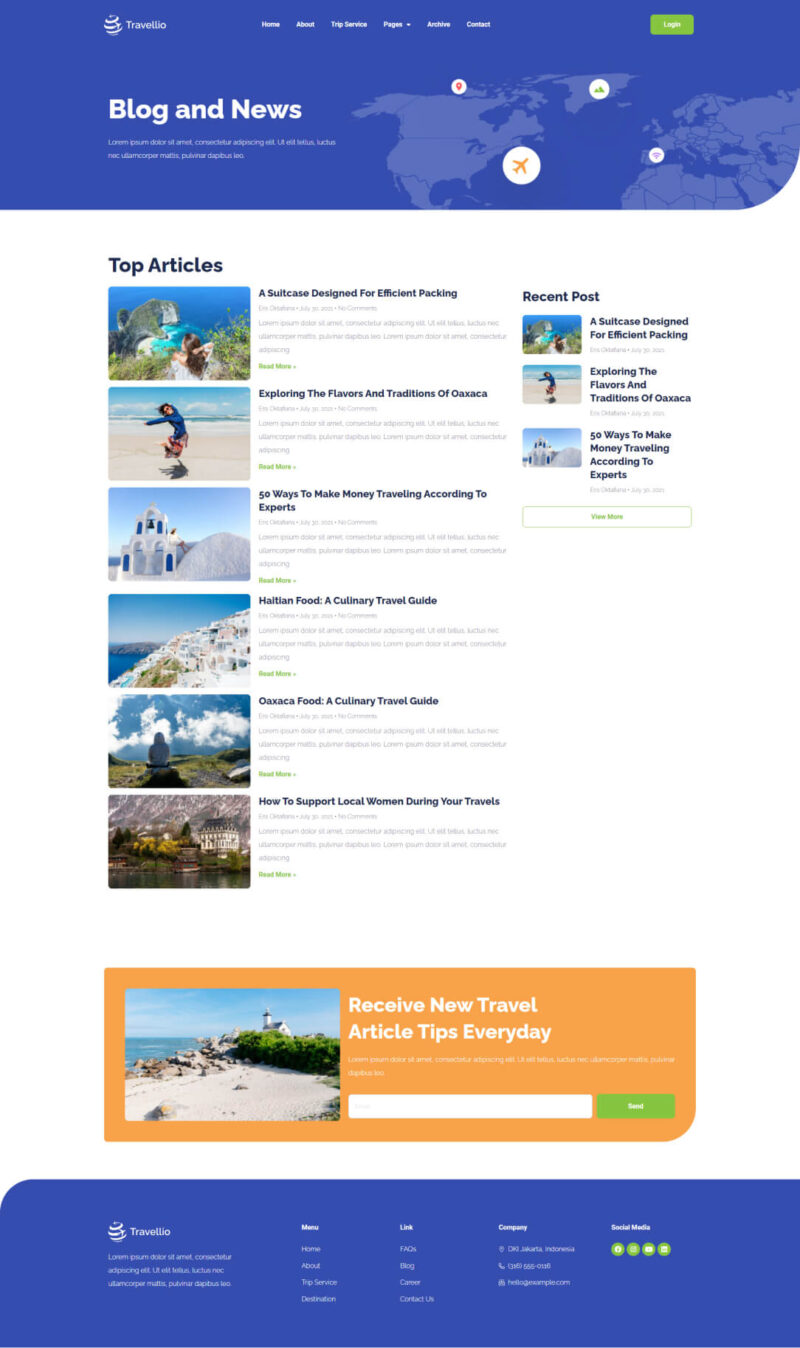 Travellio
Home About Trip Service Pages Archive Contact
Login
Blog and News
Lorem ipsum dolor sit amet, consectetur adipiscing elit. Ut elit tellus, luctus
nec ullamcorper mattis, pulvinar dapibus leo.
Top Articles
A Suitcase Designed For Efficient Packing
Eris Oktafiana • July 30, 2021 • No Comments
Lorem ipsum dolor sit amet, consectetur adipiscing elit. Ut elit tellus, luctus nec
ullamcorper mattis, pulvinar dapibus leo. Lorem ipsum dolor sit amet, consectetur
adipiscing
Read More »
Exploring The Flavors And Traditions Of Oaxaca
Eris Oktafiana • July 30, 2021 • No Comments
Lorem ipsum dolor sit amet, consectetur adipiscing elit. Ut elit tellus, luctus nec
ullamcorper mattis, pulvinar dapibus leo. Lorem ipsum dolor sit amet, consectetur
adipiscing
Read More »
50 Ways To Make Money Traveling According To
Experts
Eris Oktafiana • July 30, 2021 • No Comments
Lorem ipsum dolor sit amet, consectetur adipiscing elit. Ut elit tellus, luctus nec
ullamcorper mattis, pulvinar dapibus leo. Lorem ipsum dolor sit amet, consectetur
adipiscing
Read More »
Haitian Food: A Culinary Travel Guide
Eris Oktafiana • July 30, 2021 • No Comments
Lorem ipsum dolor sit amet, consectetur adipiscing elit. Ut elit tellus, luctus nec
ullamcorper mattis, pulvinar dapibus leo. Lorem ipsum dolor sit amet, consectetur
adipiscing
Read More »
Oaxaca Food: A Culinary Travel Guide
Eris Oktafiana • July 30, 2021 • No Comments
Lorem ipsum dolor sit amet, consectetur adipiscing elit. Ut elit tellus, luctus nec
ullamcorper mattis, pulvinar dapibus leo. Lorem ipsum dolor sit amet, consectetur
adipiscing
Read More »
How To Support Local Women During Your Travels
Eris Oktafiana • July 30, 2021 • No Comments
Lorem ipsum dolor sit amet, consectetur adipiscing elit. Ut elit tellus, luctus nec
ullamcorper mattis, pulvinar dapibus leo. Lorem ipsum dolor sit amet, consectetur
adipiscing
Read More »
Recent Post
A Suitcase Designed
For Efficient Packing
Eris Oktafiana • July 30, 2021
Exploring The
Flavors And
Traditions Of Oaxaca
Eris Oktafiana • July 30, 2021
50 Ways To Make
Money Traveling
According To
Experts
Eris Oktafiana • July 30, 2021
View More
Receive New Travel
Article Tips Everyday
Lorem ipsum dolor sit amet, consectetur adipiscing elit. Ut elit tellus, luctus nec ullamcorper mattis, pulvinar
dapibus leo.
Send
Travellio
Lorem ipsum dolor sit amet, consectetur
adipiscing elit. Ut elit tellus, luctus nec ullamcorper
mattis, pulvinar dapibus leo.
Menu
Home
About
Trip Service
Destination
Link
FAQs
Blog
Career
Contact Us
Company
DKI Jakarta, Indonesia
(316) 555-0116
hello@example.com
Social Media